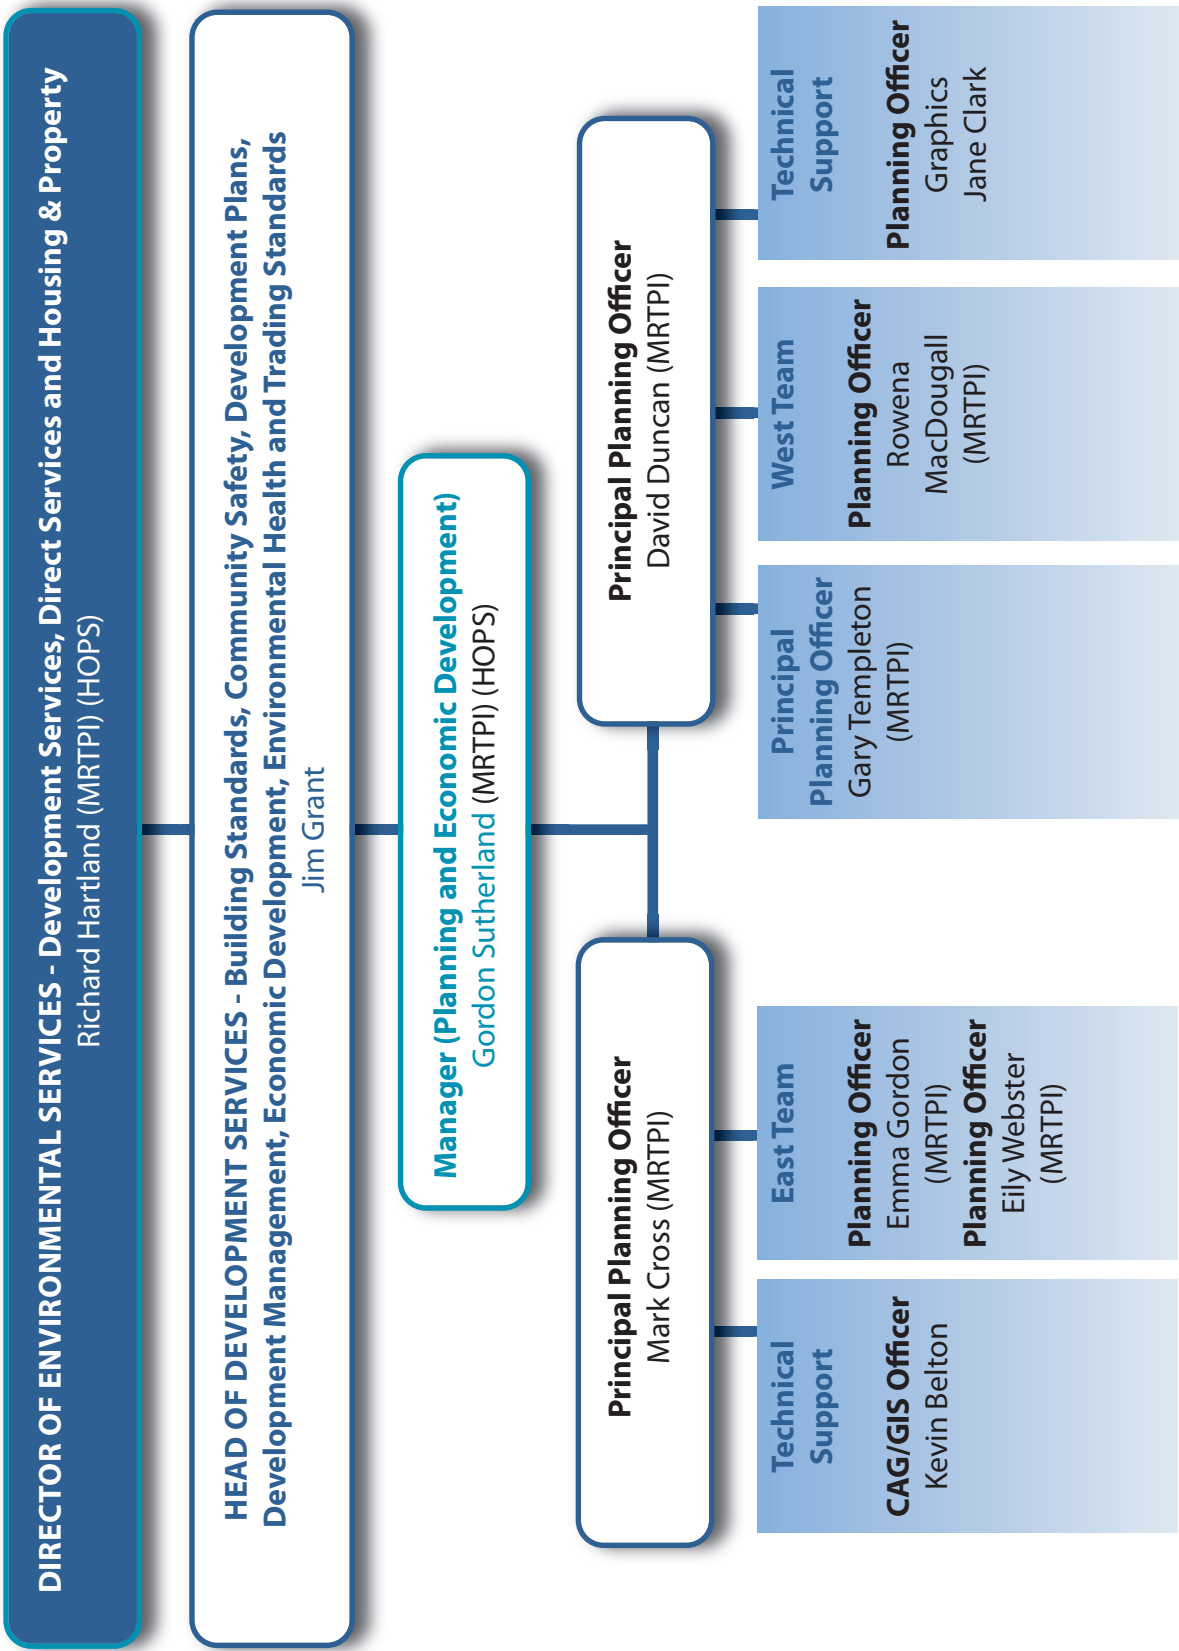 DIRECTOR OF ENVIRONMENTAL SERVICES - Development Services, Direct Services and Housing & Property
Richard Hartland (MRTPI) (HOPS)
HEAD OF DEVELOPMENT SERVICES - Building Standards, Community Safety, Development Plans,
Development Management, Economic Development, Environmental Health and Trading Standards
Jim Grant
Manager (Planning and Economic Development)
Gordon Sutherland (MRTPI) (HOPS)
Principal Planning Officer
Mark Cross (MRTPI)
Principal Planning Officer
David Duncan (MRTPI)
Technical
Support
CAG/GIS Officer
Kevin Belton
East Team
Planning Officer
Emma Gordon
(MRTPI)
Planning Officer
Eily Webster
(MRTPI)
Principal
Planning Officer
Gary Templeton
(MRTPI)
West Team
Planning Officer
Rowena
MacDougall
(MRTPI)
Technical
Support
Planning Officer
Graphics
Jane Clark